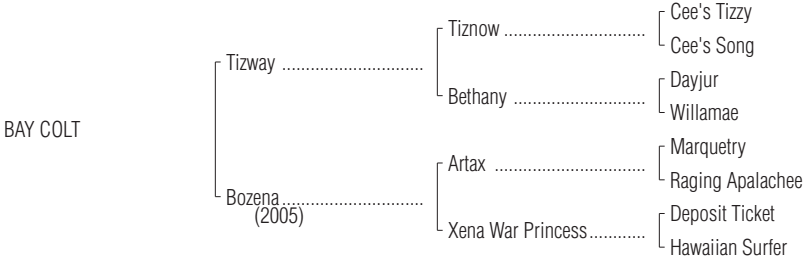 Cee's Tizzy
Tiznow ..............................
Cee's Song
Tizway ..............................
Dayjur
Bethany ............................
Willamae
BAY COLT
Marquetry
Artax ................................
Raging Apalachee
Bozena ..............................
(2005)
Deposit Ticket
Xena War Princess............
Hawaiian Surfer